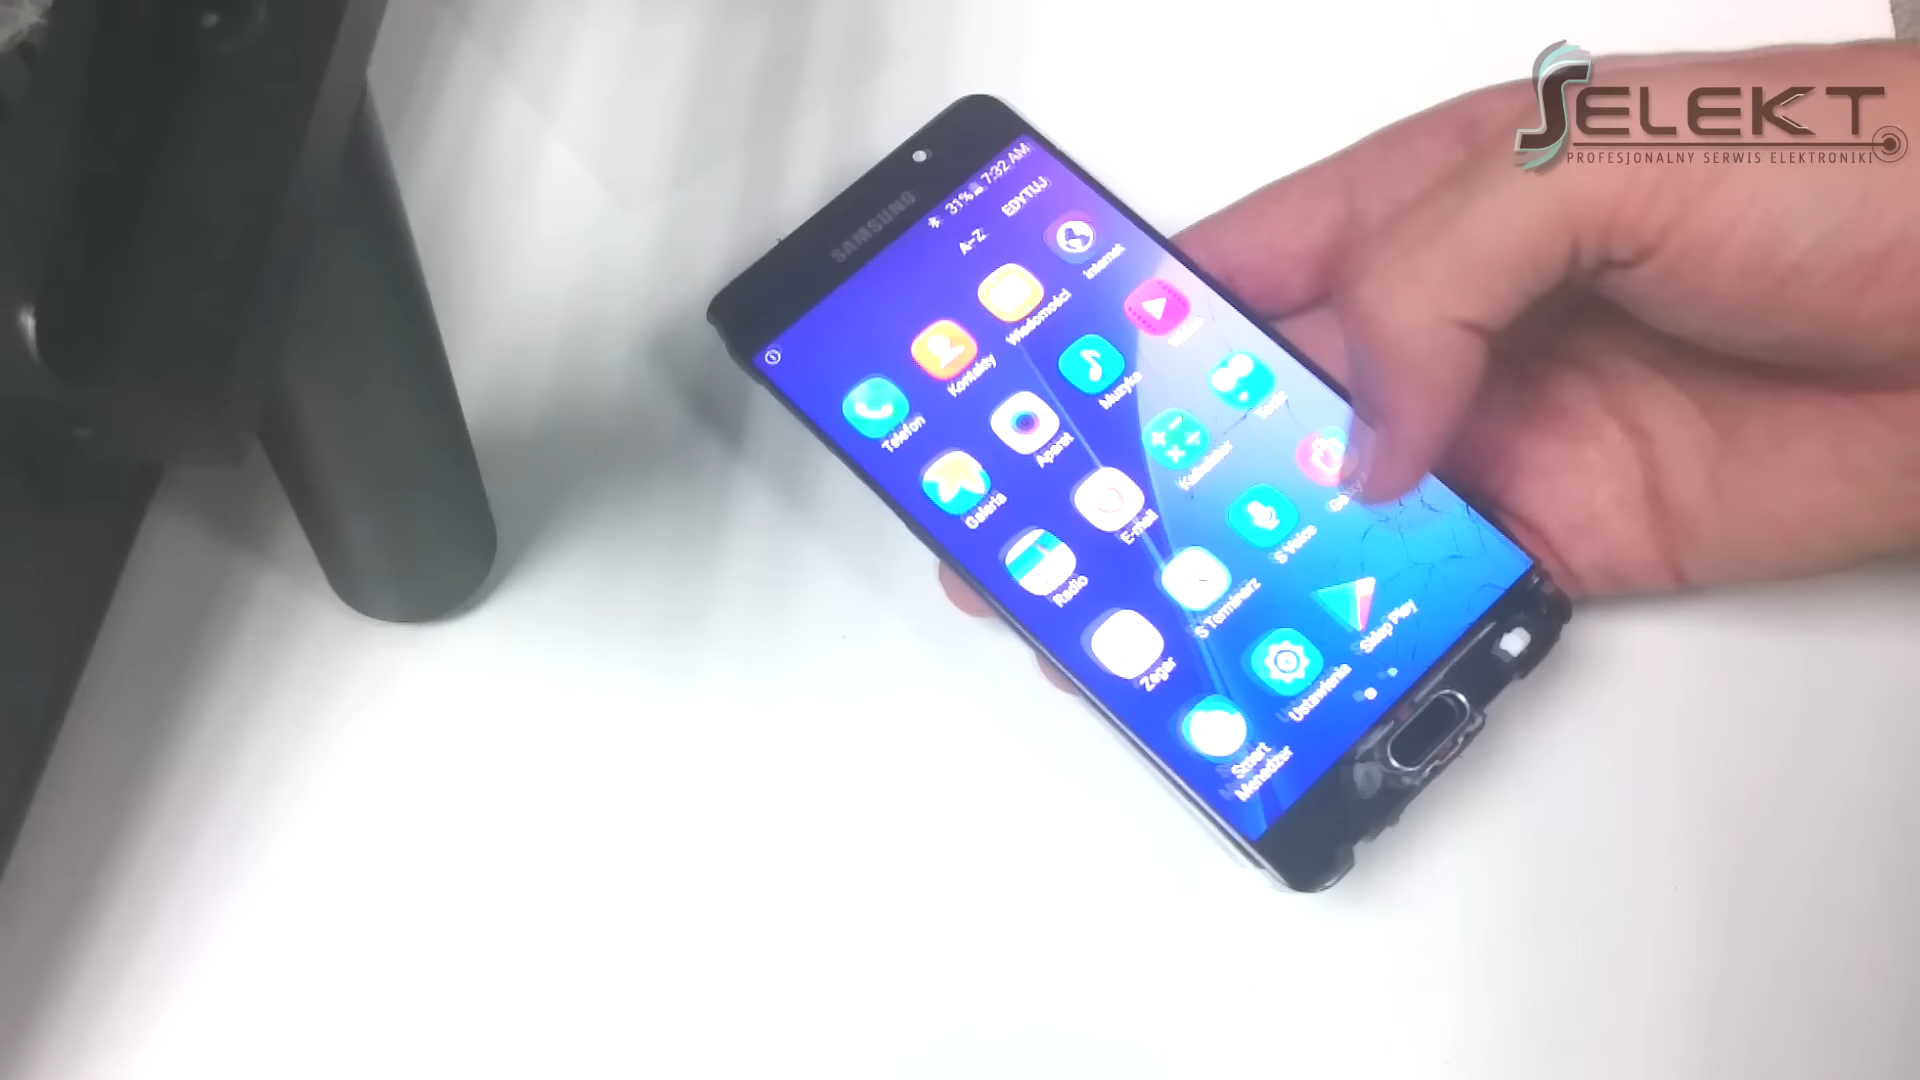 SELEKT
PROFESJONALNY SERWIS ELEKTRONIKI
SAMSUNG
31% 7:32 AM
A-Z EDYTUJ
Telefon Kontakty Wiadomości Internet
Galeria Aparat Muzyka Wideo
Radio E-mail Kalkulator
Zegar S Terminarz S Voice
Smart Menedżer Ustawienia Sklep Play